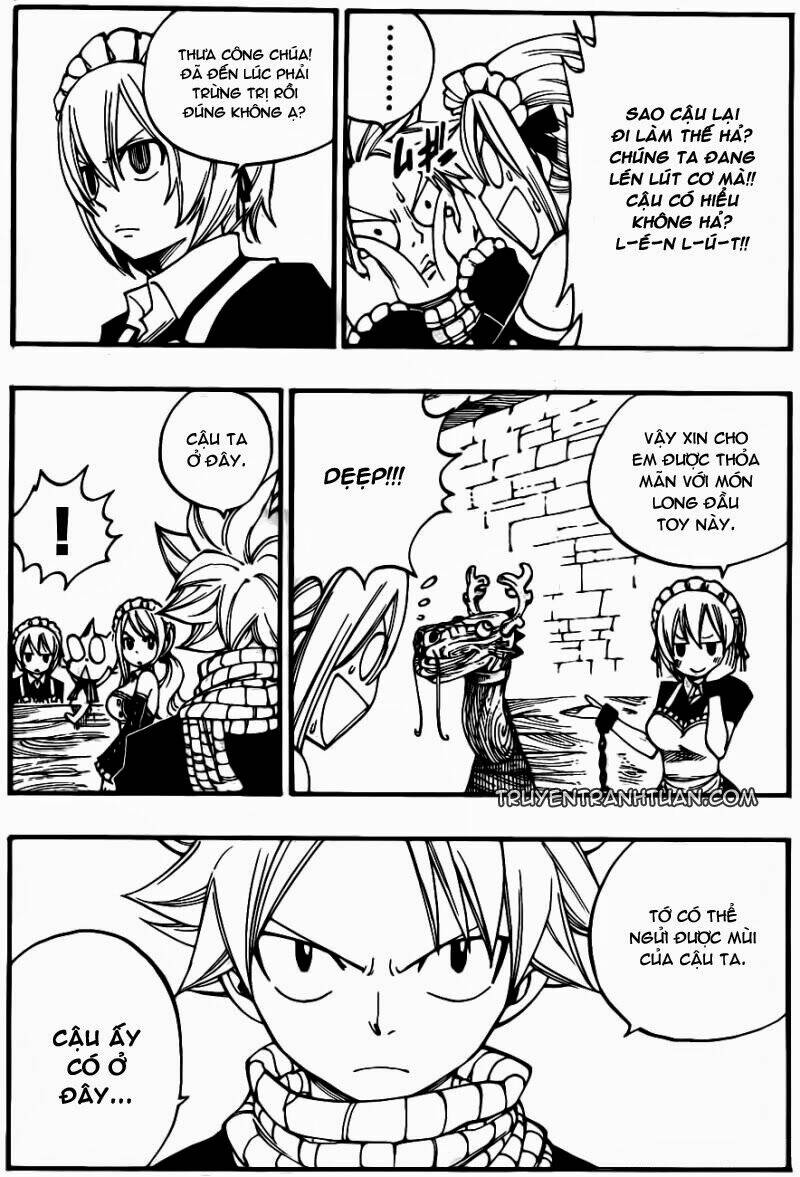 SAO CẬU LẠI
ĐI LÀM THẾ HẢ?
CHÚNG TA ĐANG
LÉN LÚT CƠ MÀ!!
CẬU CÓ HIỂU
KHÔNG HẢ?
L-É-N L-Ú-T!!
THƯA CÔNG CHÚA!
ĐÃ ĐẾN LÚC PHẢI
TRỪNG TRỊ RỒI
ĐÚNG KHÔNG Ạ?
VẬY XIN CHO
EM ĐƯỢC THỎA
MÃN VỚI MÓN
LONG ĐẦU
TOY NÀY.
DẸẸP!!!
CẬU TA
Ở ĐÂY.
!
TRUYENTRANHTUAN.COM
TỚ CÓ THỂ
NGỬI ĐƯỢC MÙI
CỦA CẬU TA.
CẬU ẤY
CÓ Ở
ĐÂY...